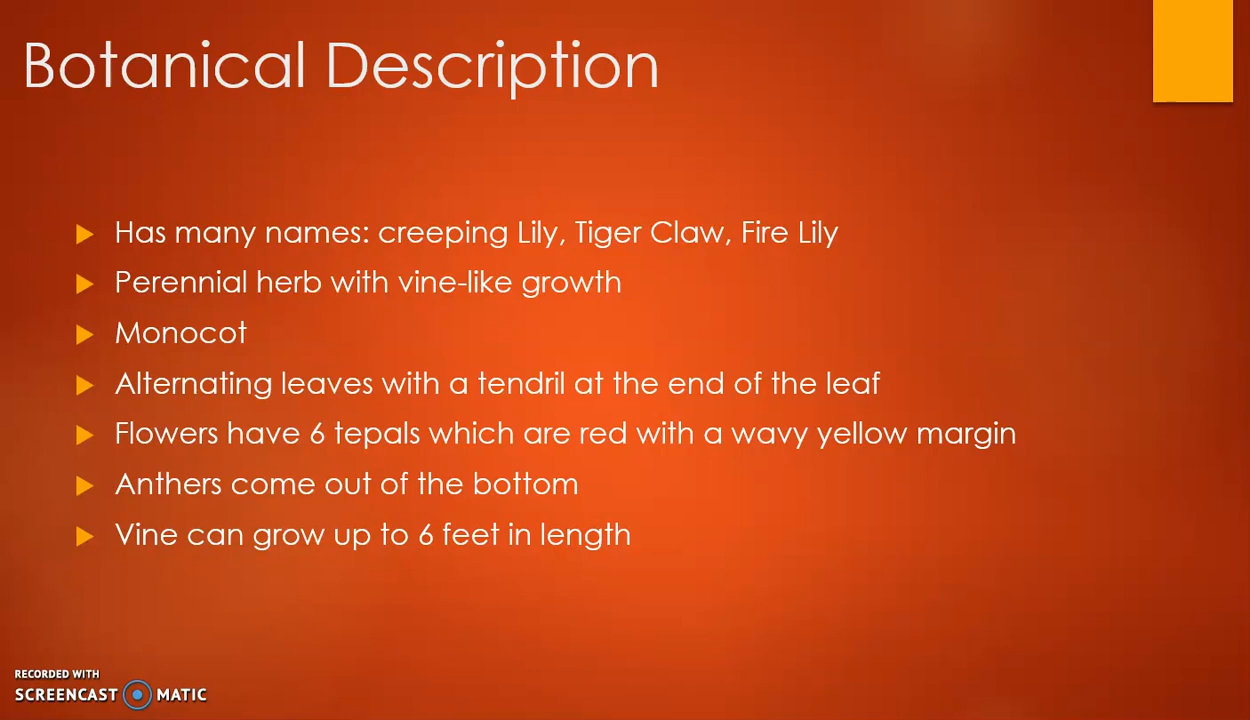 Botanical Description
Has many names: creeping Lily, Tiger Claw, Fire Lily
Perennial herb with vine-like growth
Monocot
Alternating leaves with a tendril at the end of the leaf
Flowers have 6 tepals which are red with a wavy yellow margin
Anthers come out of the bottom
Vine can grow up to 6 feet in length
RECORDED WITH
SCREENCAST MATIC